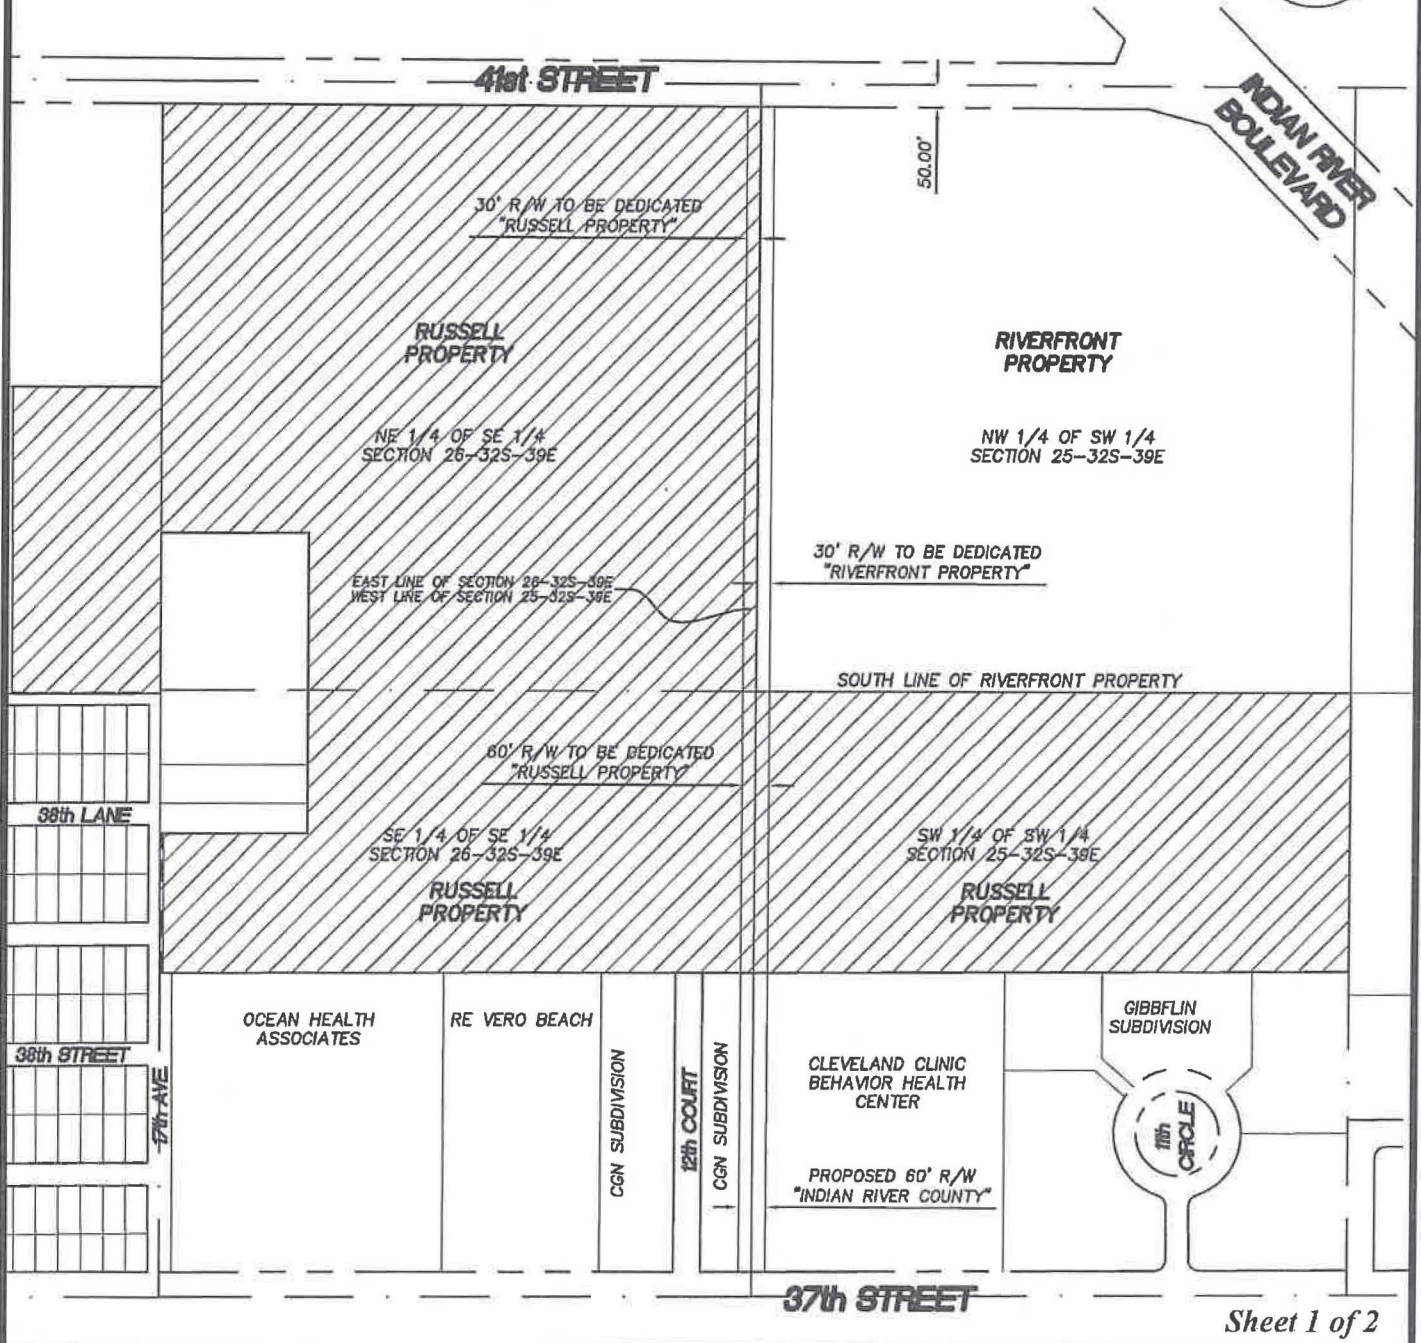 41st STREET
INDIAN RIVER
BOULEVARD
50.00'
30' R/W TO BE DEDICATED
"RUSSELL PROPERTY"
RUSSELL
PROPERTY
RIVERFRONT
PROPERTY
NE 1/4 OF SE 1/4
SECTION 26-32S-39E
NW 1/4 OF SW 1/4
SECTION 25-32S-39E
30' R/W TO BE DEDICATED
"RIVERFRONT PROPERTY"
EAST LINE OF SECTION 26-32S-39E
WEST LINE OF SECTION 25-32S-39E
SOUTH LINE OF RIVERFRONT PROPERTY
60' R/W TO BE DEDICATED
"RUSSELL PROPERTY"
38th LANE
SE 1/4 OF SE 1/4
SECTION 26-32S-39E
SW 1/4 OF SW 1/4
SECTION 25-32S-39E
RUSSELL
PROPERTY
RUSSELL
PROPERTY
OCEAN HEALTH
ASSOCIATES
RE VERO BEACH
GIBBFLIN
SUBDIVISION
38th STREET
17th AVE
CGN SUBDIVISION
12th COURT
CGN SUBDIVISION
CLEVELAND CLINIC
BEHAVIOR HEALTH
CENTER
11th
CIRCLE
PROPOSED 60' R/W
"INDIAN RIVER COUNTY"
37th STREET
Sheet 1 of 2